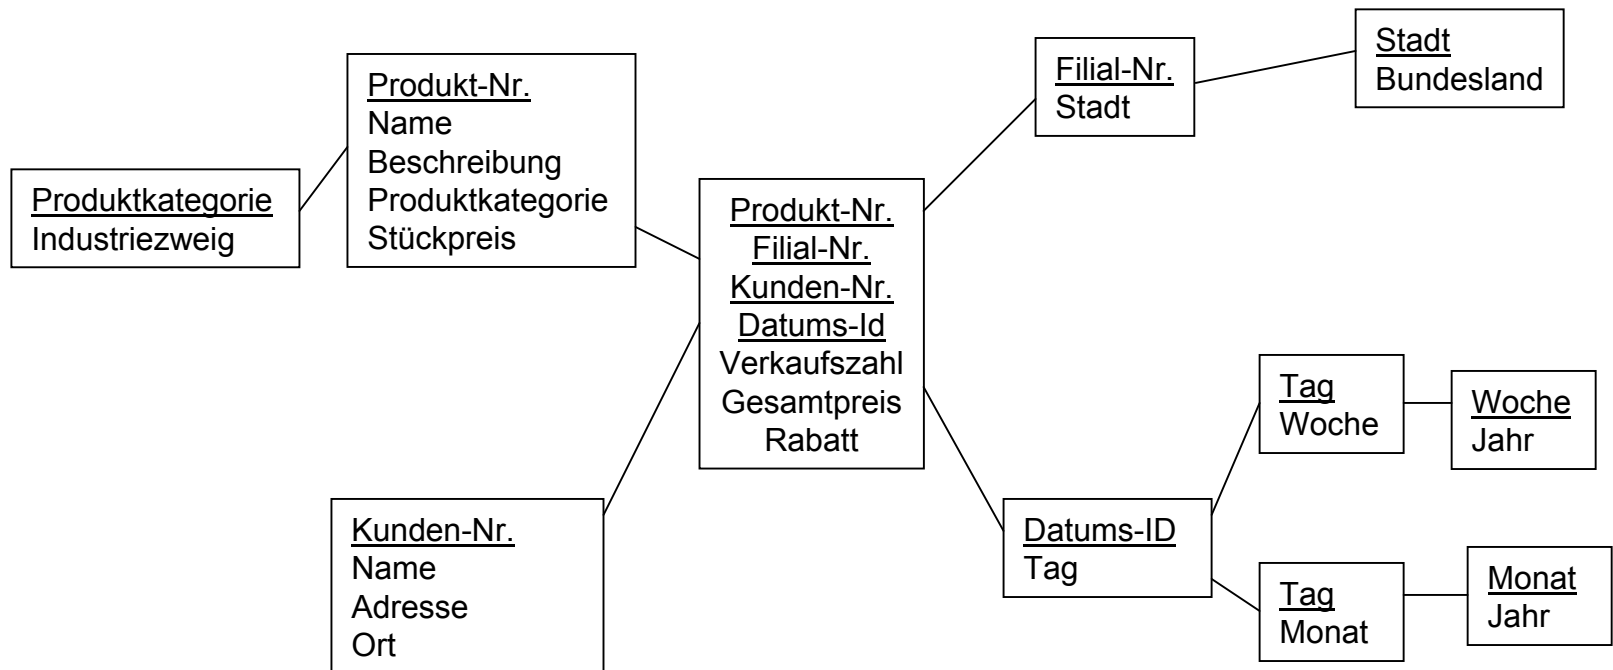 Produktkategorie
Industriezweig
Produkt-Nr.
Name
Beschreibung
Produktkategorie
Stückpreis
Kunden-Nr.
Name
Adresse
Ort
Produkt-Nr.
Filial-Nr.
Kunden-Nr.
Datums-Id
Verkaufszahl
Gesamtpreis
Rabatt
Filial-Nr.
Stadt
Stadt
Bundesland
Datums-ID
Tag
Tag
Woche
Woche
Jahr
Tag
Monat
Monat
Jahr